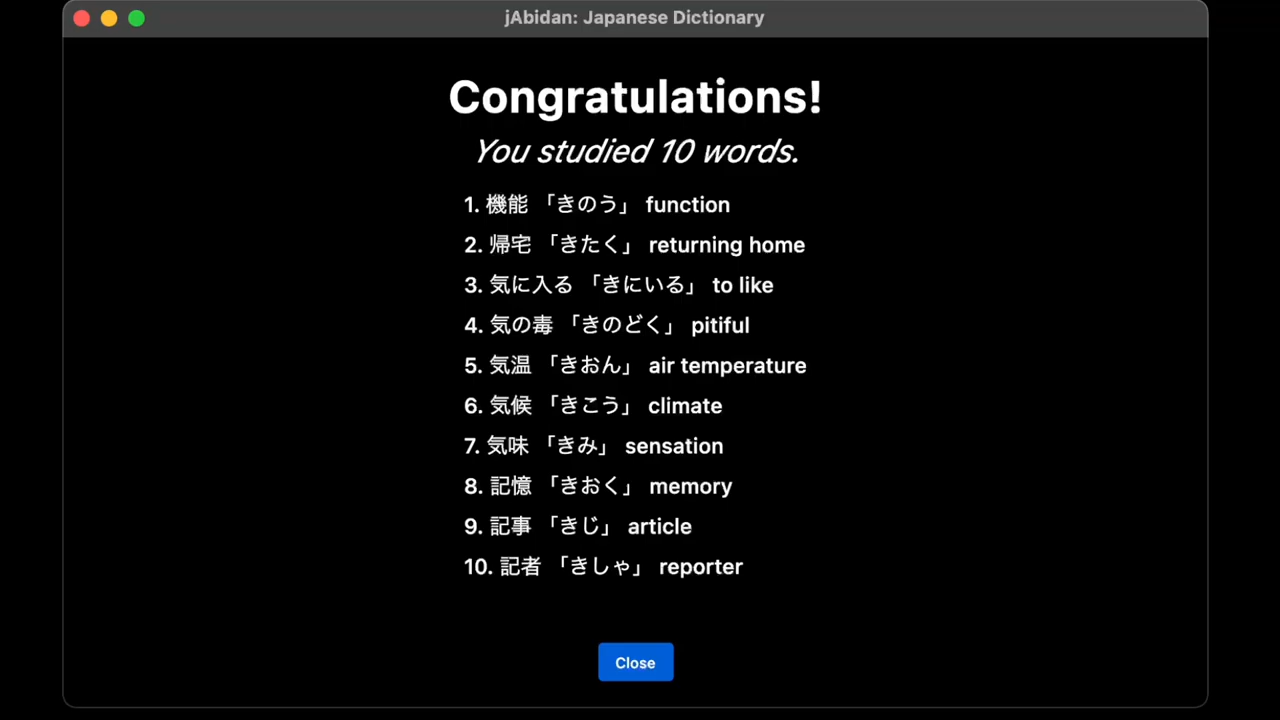 jAbidan: Japanese Dictionary
Congratulations!
You studied 10 words.
1. 機能 「きのう」 function
2. 帰宅 「きたく」 returning home
3. 気に入る 「きにいる」 to like
4. 気の毒 「きのどく」 pitiful
5. 気温 「きおん」 air temperature
6. 気候 「きこう」 climate
7. 気味 「きみ」 sensation
8. 記憶 「きおく」 memory
9. 記事 「きじ」 article
10. 記者 「きしゃ」 reporter
Close